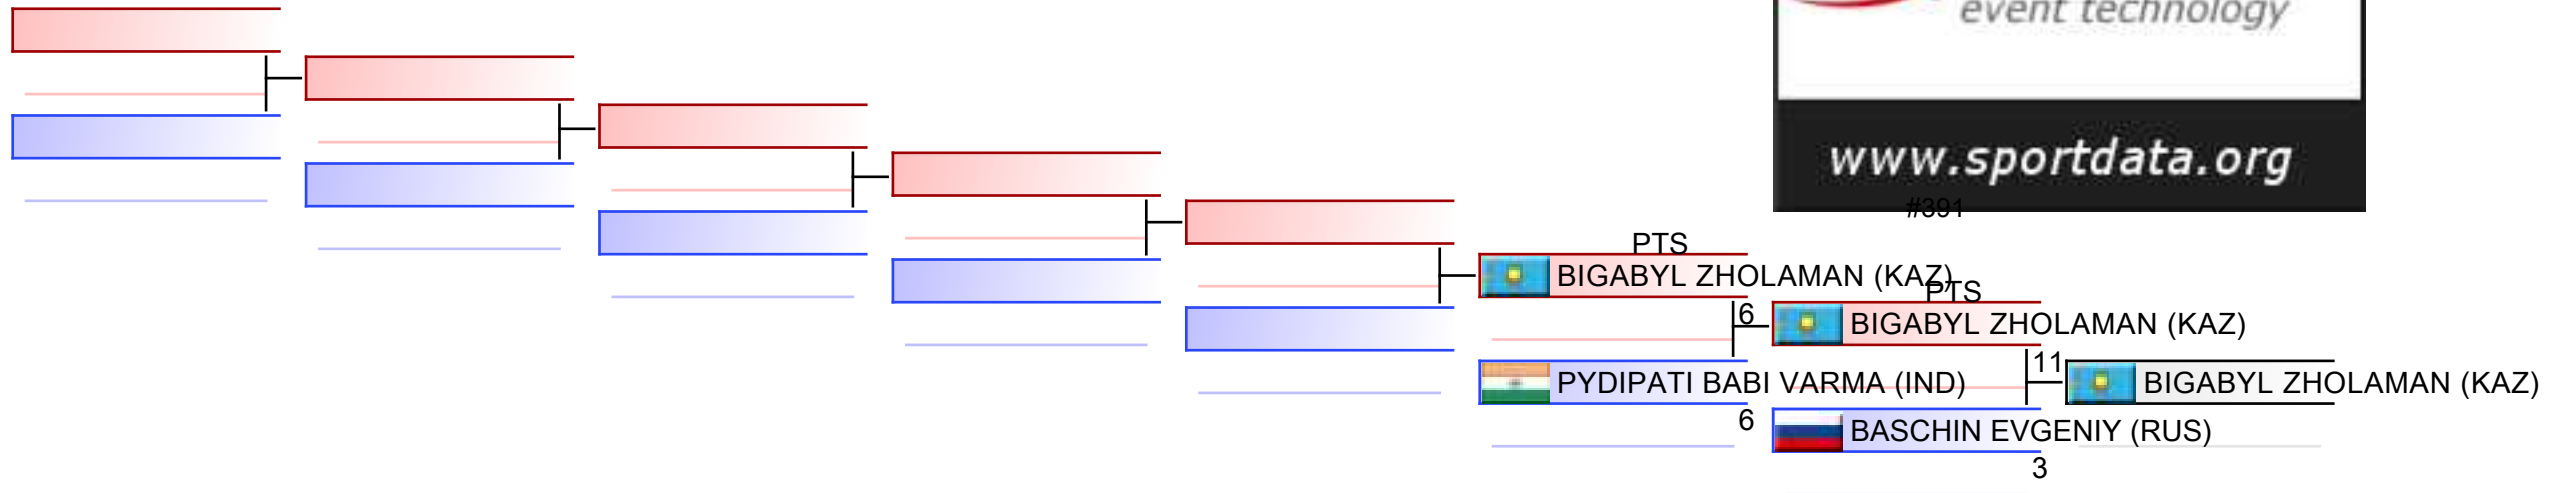 event technology
www.sportdata.org
#391
PTS
BIGABYL ZHOLAMAN (KAZ)
PTS
6
BIGABYL ZHOLAMAN (KAZ)
11
PYDIPATI BABI VARMA (IND)
BIGABYL ZHOLAMAN (KAZ)
6
BASCHIN EVGENIY (RUS)
3